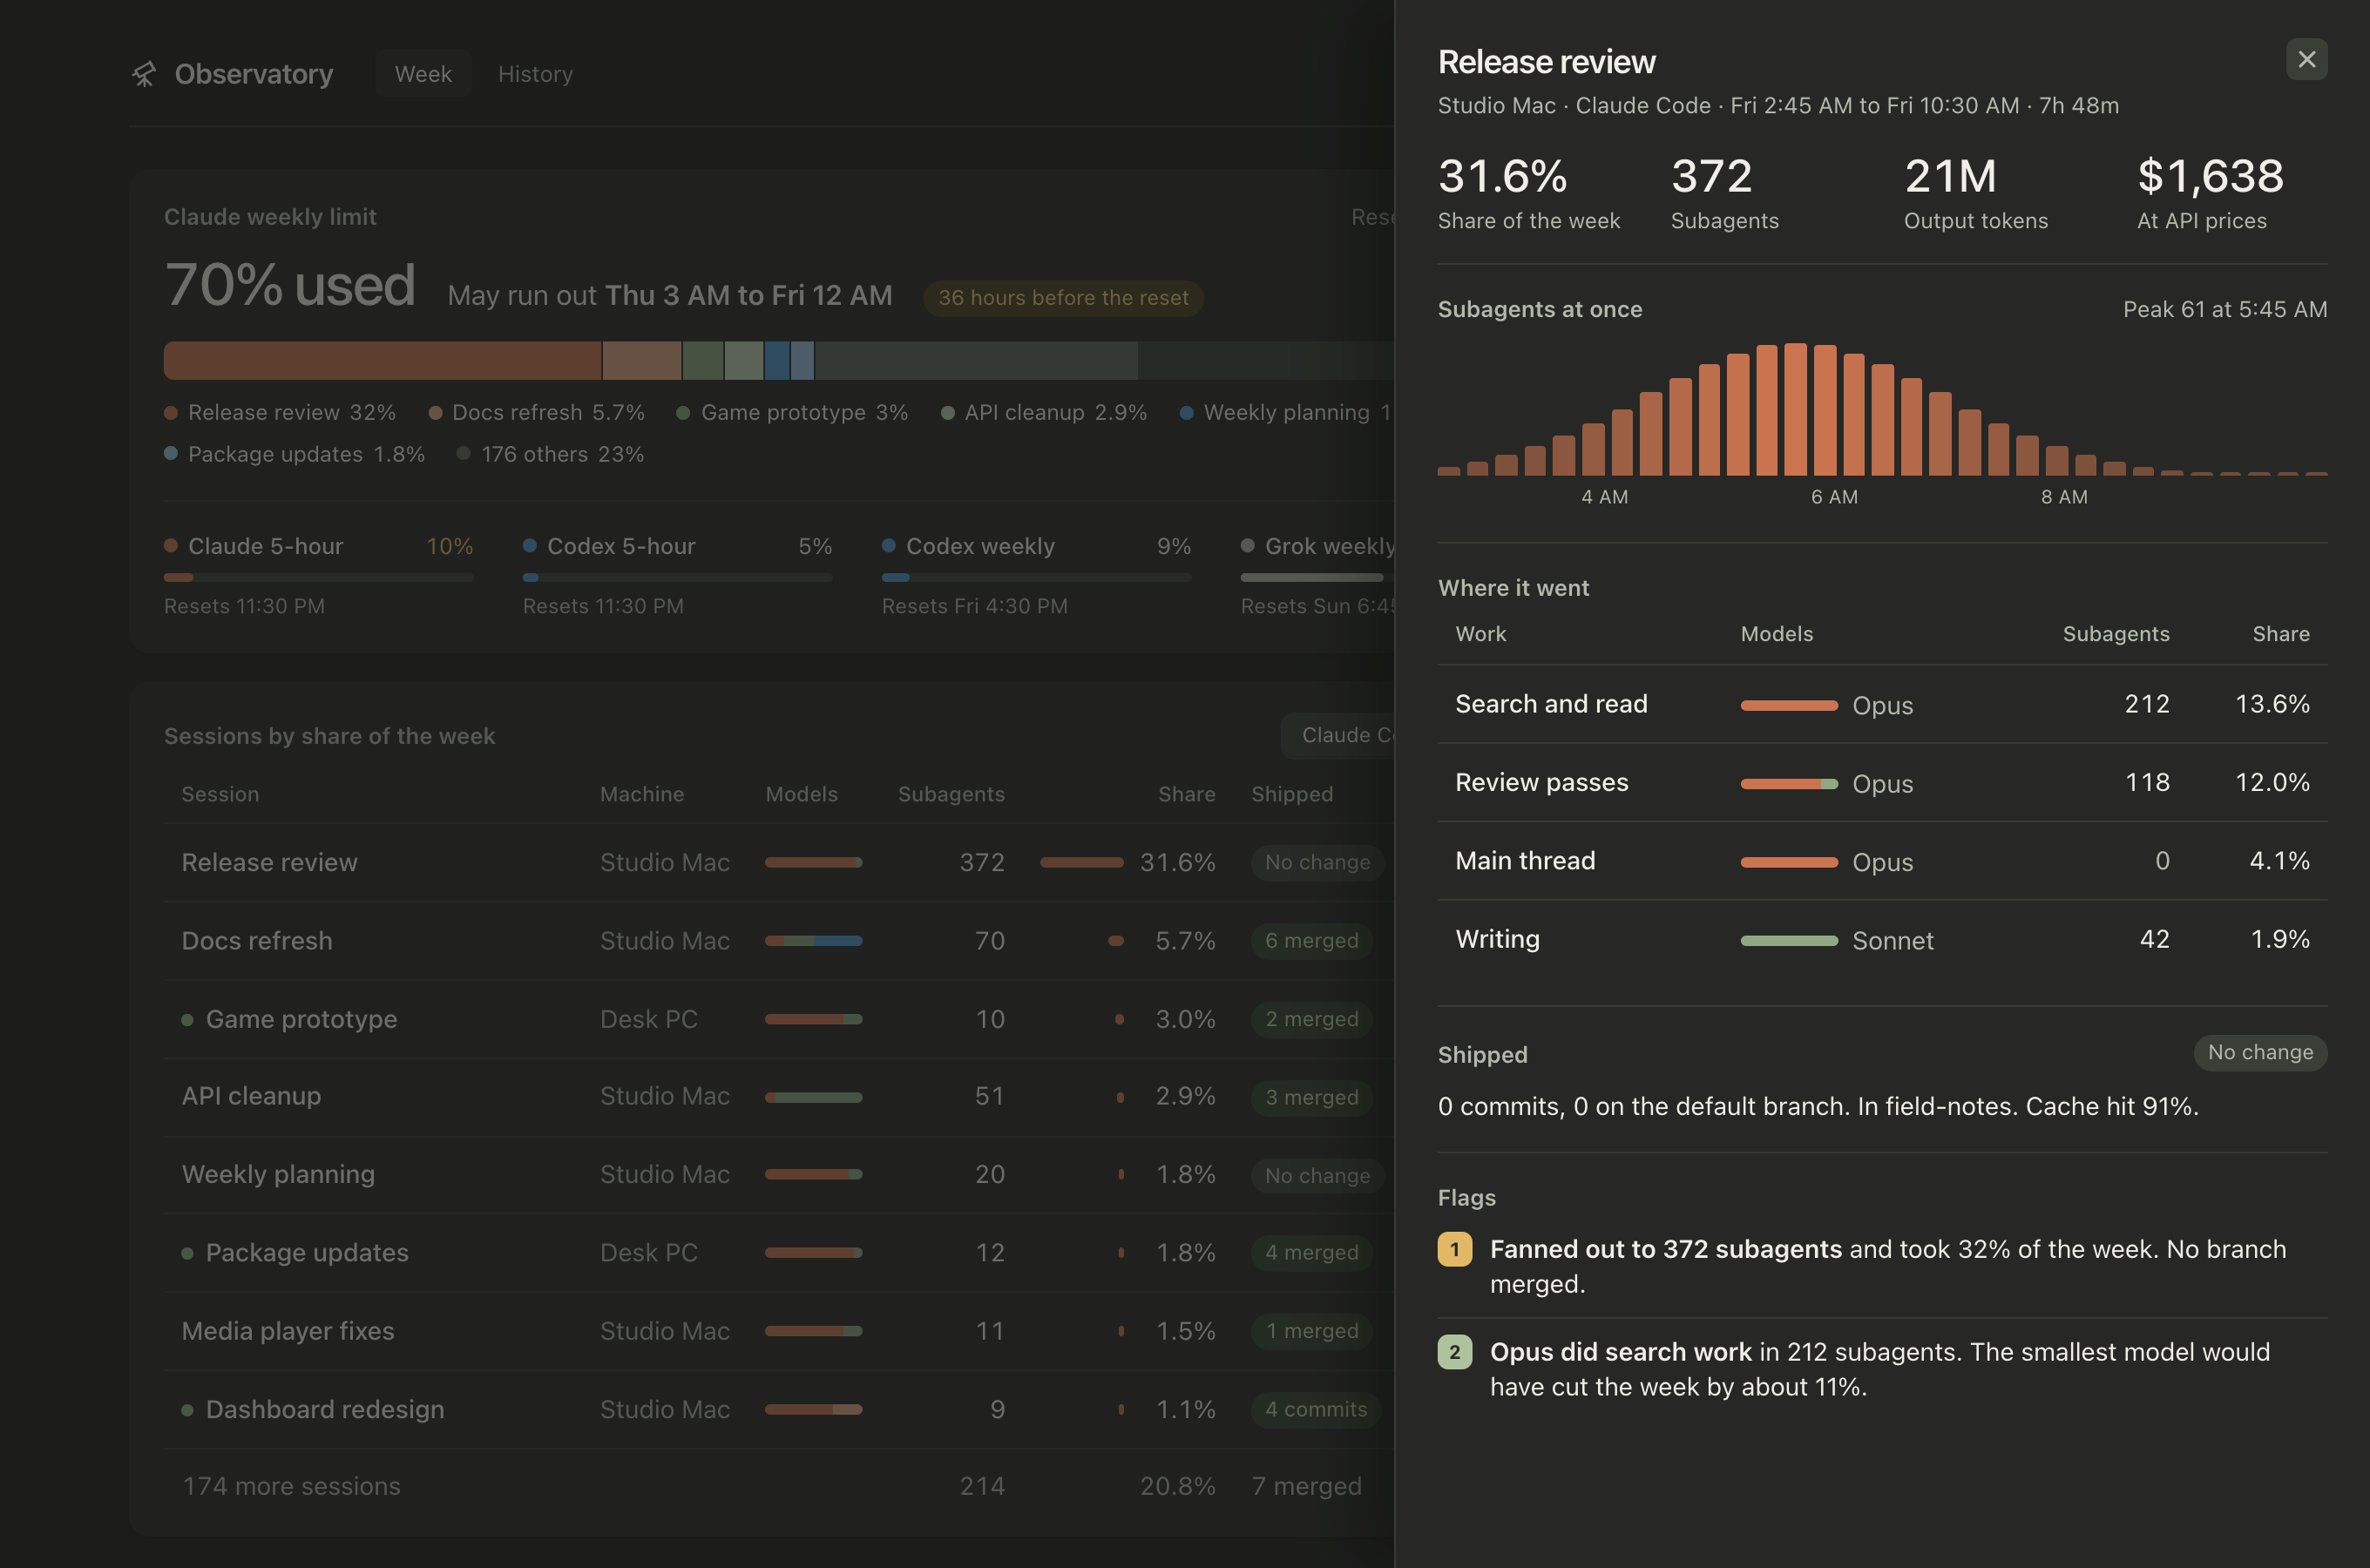 Observatory Week History
Claude weekly limit
70% used May run out Thu 3 AM to Fri 12 AM 36 hours before the reset
Release review 32% Docs refresh 5.7% Game prototype 3% API cleanup 2.9% Weekly planning
Package updates 1.8% 176 others 23%
Claude 5-hour 10% Codex 5-hour 5% Codex weekly 9% Grok weekly
Resets 11:30 PM Resets 11:30 PM Resets Fri 4:30 PM Resets Sun
Sessions by share of the week Claude
Session Machine Models Subagents Share Shipped
Release review Studio Mac 372 31.6% No change
Docs refresh Studio Mac 70 5.7% 6 merged
Game prototype Desk PC 10 3.0% 2 merged
API cleanup Studio Mac 51 2.9% 3 merged
Weekly planning Studio Mac 20 1.8% No change
Package updates Desk PC 12 1.8% 4 merged
Media player fixes Studio Mac 11 1.5% 1 merged
Dashboard redesign Studio Mac 9 1.1% 4 commits
174 more sessions 214 20.8% 7 merged
Release review
Studio Mac · Claude Code · Fri 2:45 AM to Fri 10:30 AM · 7h 48m
31.6% 372 21M $1,638
Share of the week Subagents Output tokens At API prices
Subagents at once Peak 61 at 5:45 AM
4 AM 6 AM 8 AM
Where it went
Work Models Subagents Share
Search and read Opus 212 13.6%
Review passes Opus 118 12.0%
Main thread Opus 0 4.1%
Writing Sonnet 42 1.9%
Shipped No change
0 commits, 0 on the default branch. In field-notes. Cache hit 91%.
Flags
1 Fanned out to 372 subagents and took 32% of the week. No branch
merged.
2 Opus did search work in 212 subagents. The smallest model would
have cut the week by about 11%.